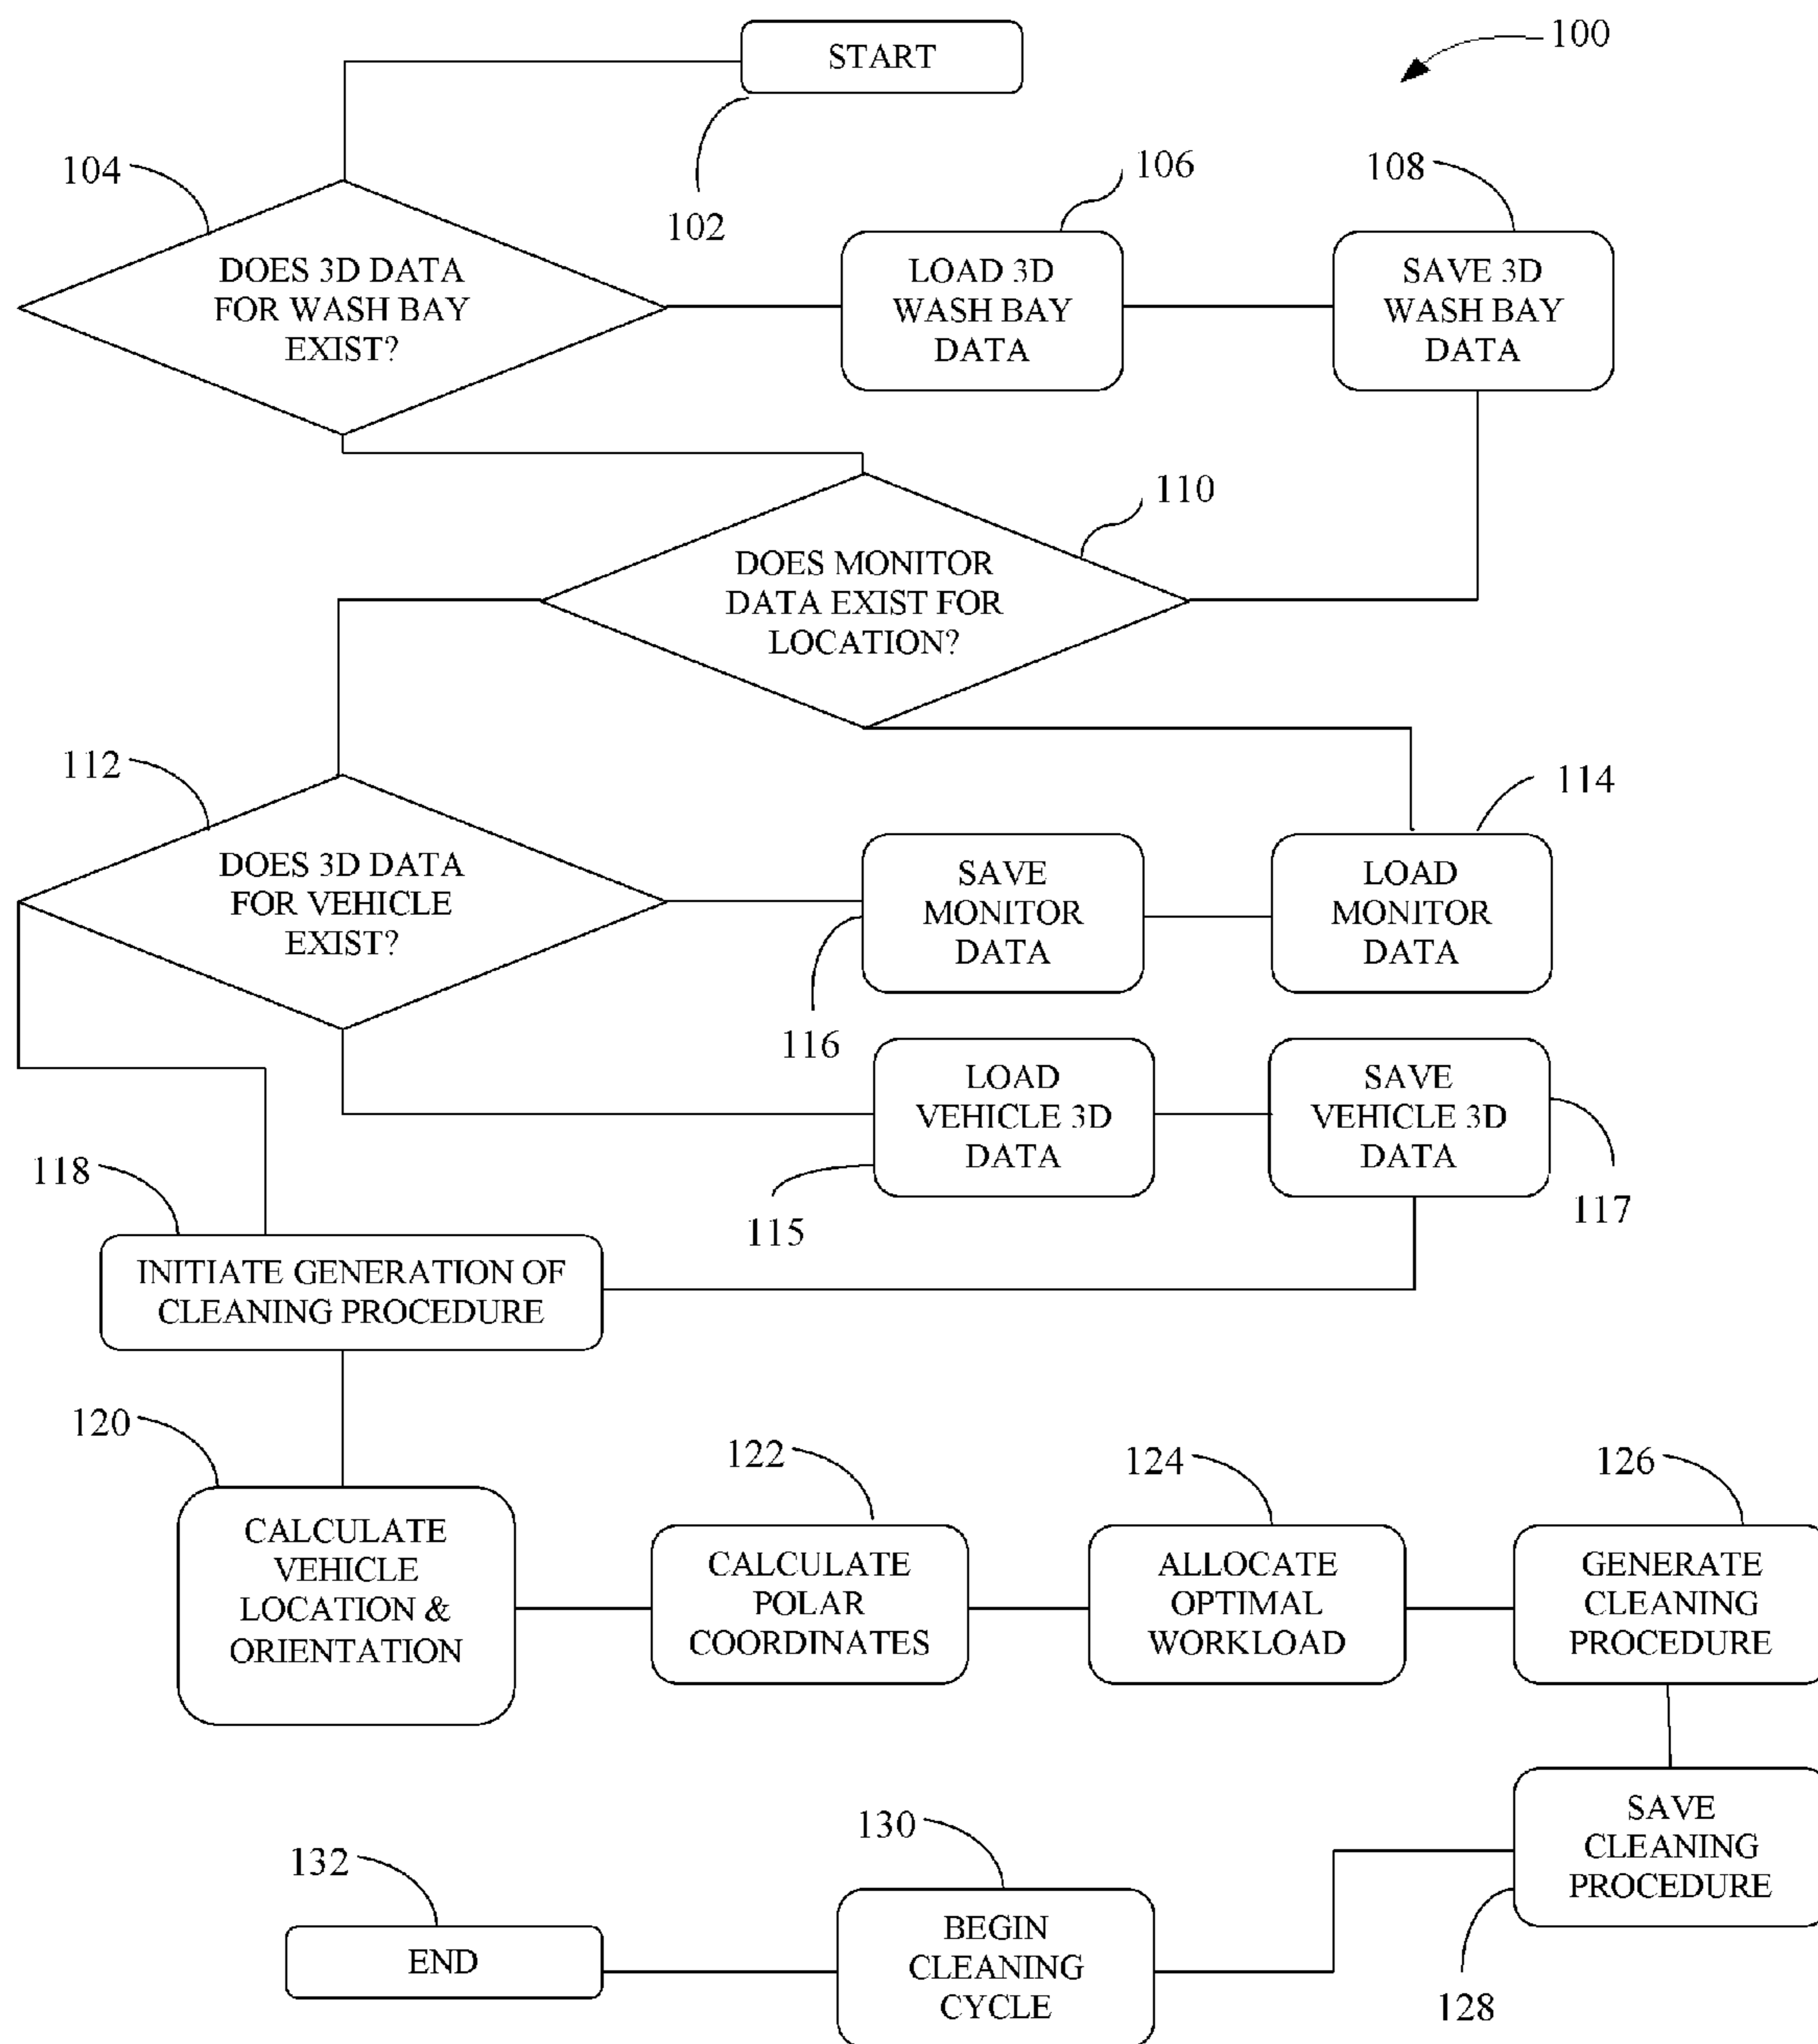 START
100
102
104
106
108
DOES 3D DATA
FOR WASH BAY
EXIST?
LOAD 3D
WASH BAY
DATA
SAVE 3D
WASH BAY
DATA
110
DOES MONITOR
DATA EXIST FOR
LOCATION?
112
114
DOES 3D DATA
FOR VEHICLE
EXIST?
SAVE
MONITOR
DATA
LOAD
MONITOR
DATA
116
LOAD
VEHICLE 3D
DATA
SAVE
VEHICLE 3D
DATA
115
117
118
INITIATE GENERATION OF
CLEANING PROCEDURE
120
122
124
126
CALCULATE
VEHICLE
LOCATION &
ORIENTATION
CALCULATE
POLAR
COORDINATES
ALLOCATE
OPTIMAL
WORKLOAD
GENERATE
CLEANING
PROCEDURE
SAVE
CLEANING
PROCEDURE
128
130
BEGIN
CLEANING
CYCLE
132
END